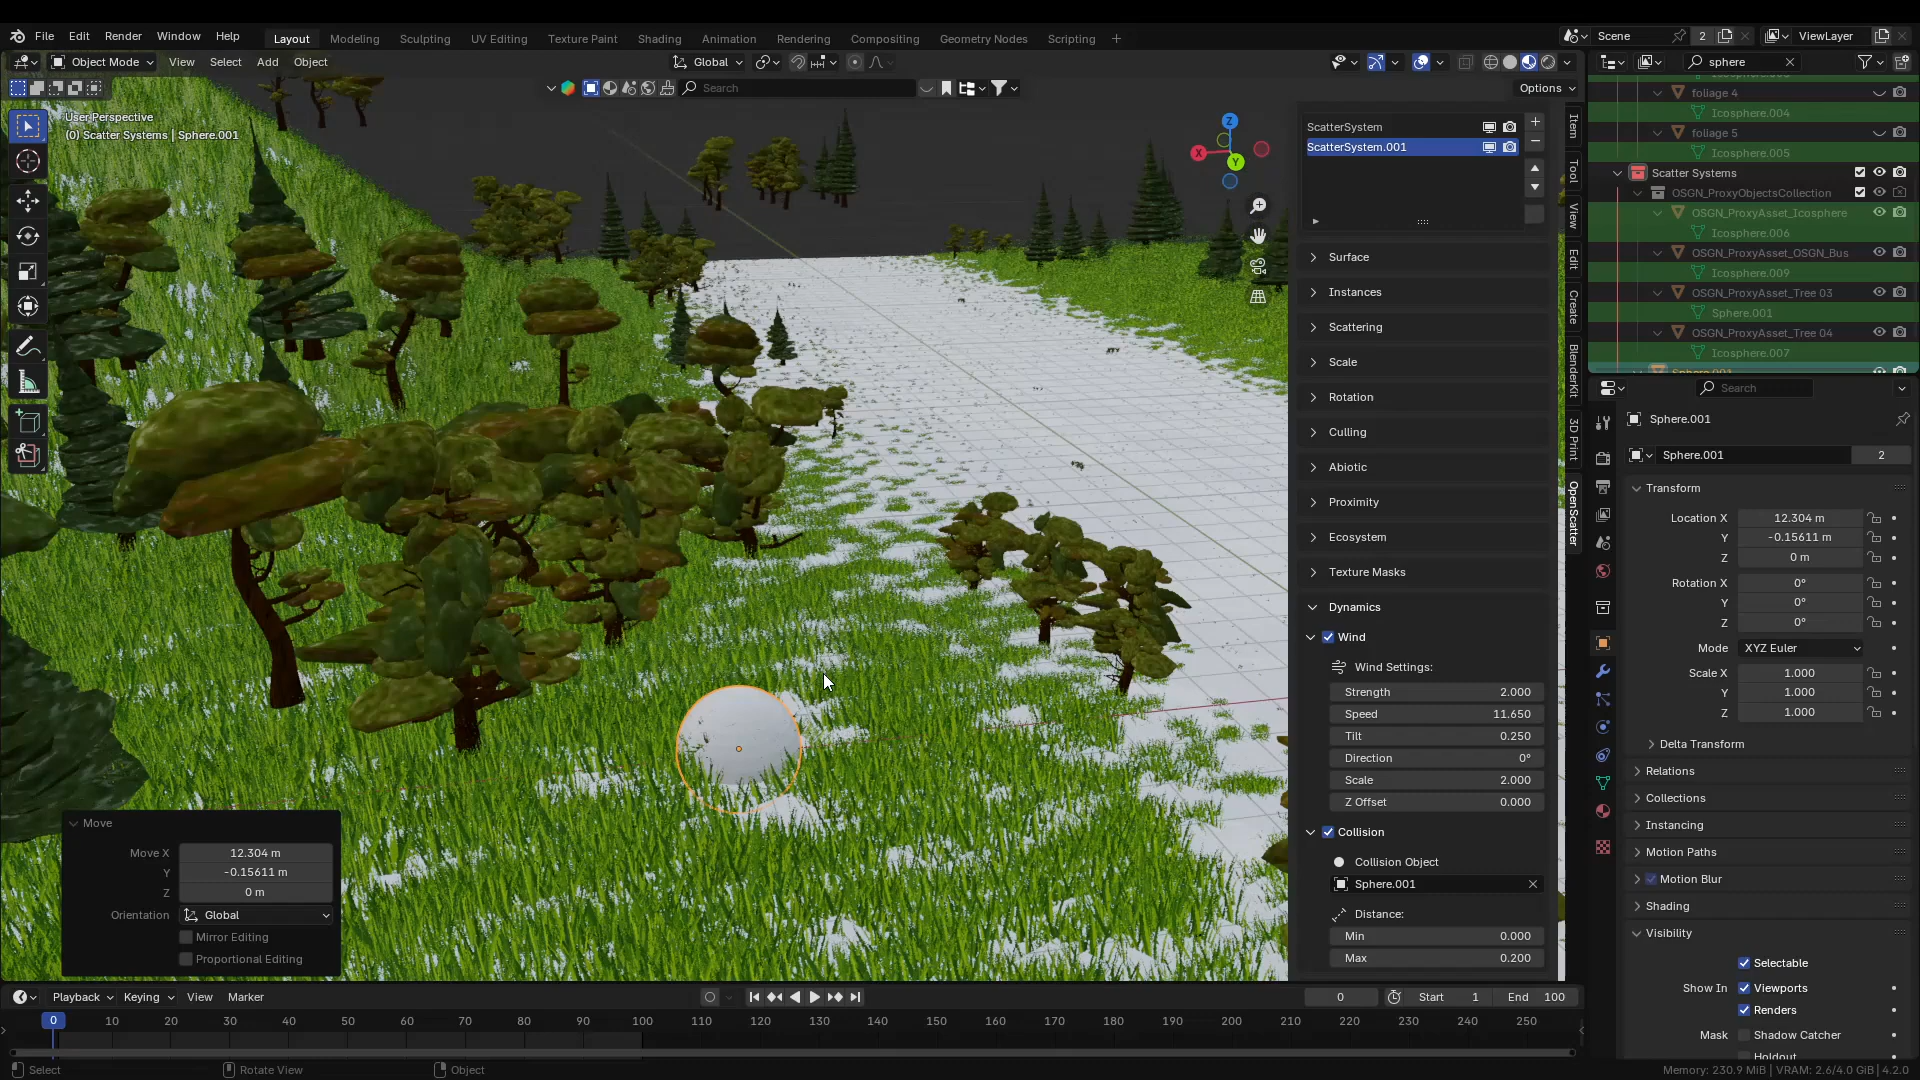 File Edit Render Window Help
Layout Modeling Sculpting UV Editing Texture Paint Shading Animation Rendering Compositing Geometry Nodes Scripting
Scene 2 ViewLayer
Object Mode View Select Add Object
Global
sphere
Search
Options
User Perspective
(0) Scatter Systems | Sphere.001
Z
X
Y
ScatterSystem
ScatterSystem.001
Surface
Instances
Scattering
Scale
Rotation
Culling
Abiotic
Proximity
Ecosystem
Texture Masks
Dynamics
Wind
Wind Settings:
Strength 2.000
Speed 11.650
Tilt 0.250
Direction 0°
Scale 2.000
Z Offset 0.000
Collision
Collision Object
Sphere.001
Distance:
Min 0.000
Max 0.200
Item
Tool
View
Edit
Create
BlenderKit
3D Print
OpenScatter
foliage 4
Icosphere.004
foliage 5
Icosphere.005
Scatter Systems
OSGN_ProxyObjectsCollection
OSGN_ProxyAsset_Icosphere
Icosphere.006
OSGN_ProxyAsset_OSGN_Bus
Icosphere.009
OSGN_ProxyAsset_Tree 03
Sphere.001
OSGN_ProxyAsset_Tree 04
Icosphere.007
Sphere.001
Search
Sphere.001
Sphere.001 2
Transform
Location X 12.304 m
Y -0.15611 m
Z 0 m
Rotation X 0°
Y 0°
Z 0°
Mode XYZ Euler
Scale X 1.000
Y 1.000
Z 1.000
Delta Transform
Relations
Collections
Instancing
Motion Paths
Motion Blur
Shading
Visibility
Selectable
Show In Viewports
Renders
Mask Shadow Catcher
Holdout
Move
Move X 12.304 m
Y -0.15611 m
Z 0 m
Orientation Global
Mirror Editing
Proportional Editing
Playback Keying View Marker
0 Start 1 End 100
0 10 20 30 40 50 60 70 80 90 100 110 120 130 140 150 160 170 180 190 200 210 220 230 240 250
Select Rotate View Object
Memory: 230.9 MiB | VRAM: 2.6/4.0 GiB | 4.2.0